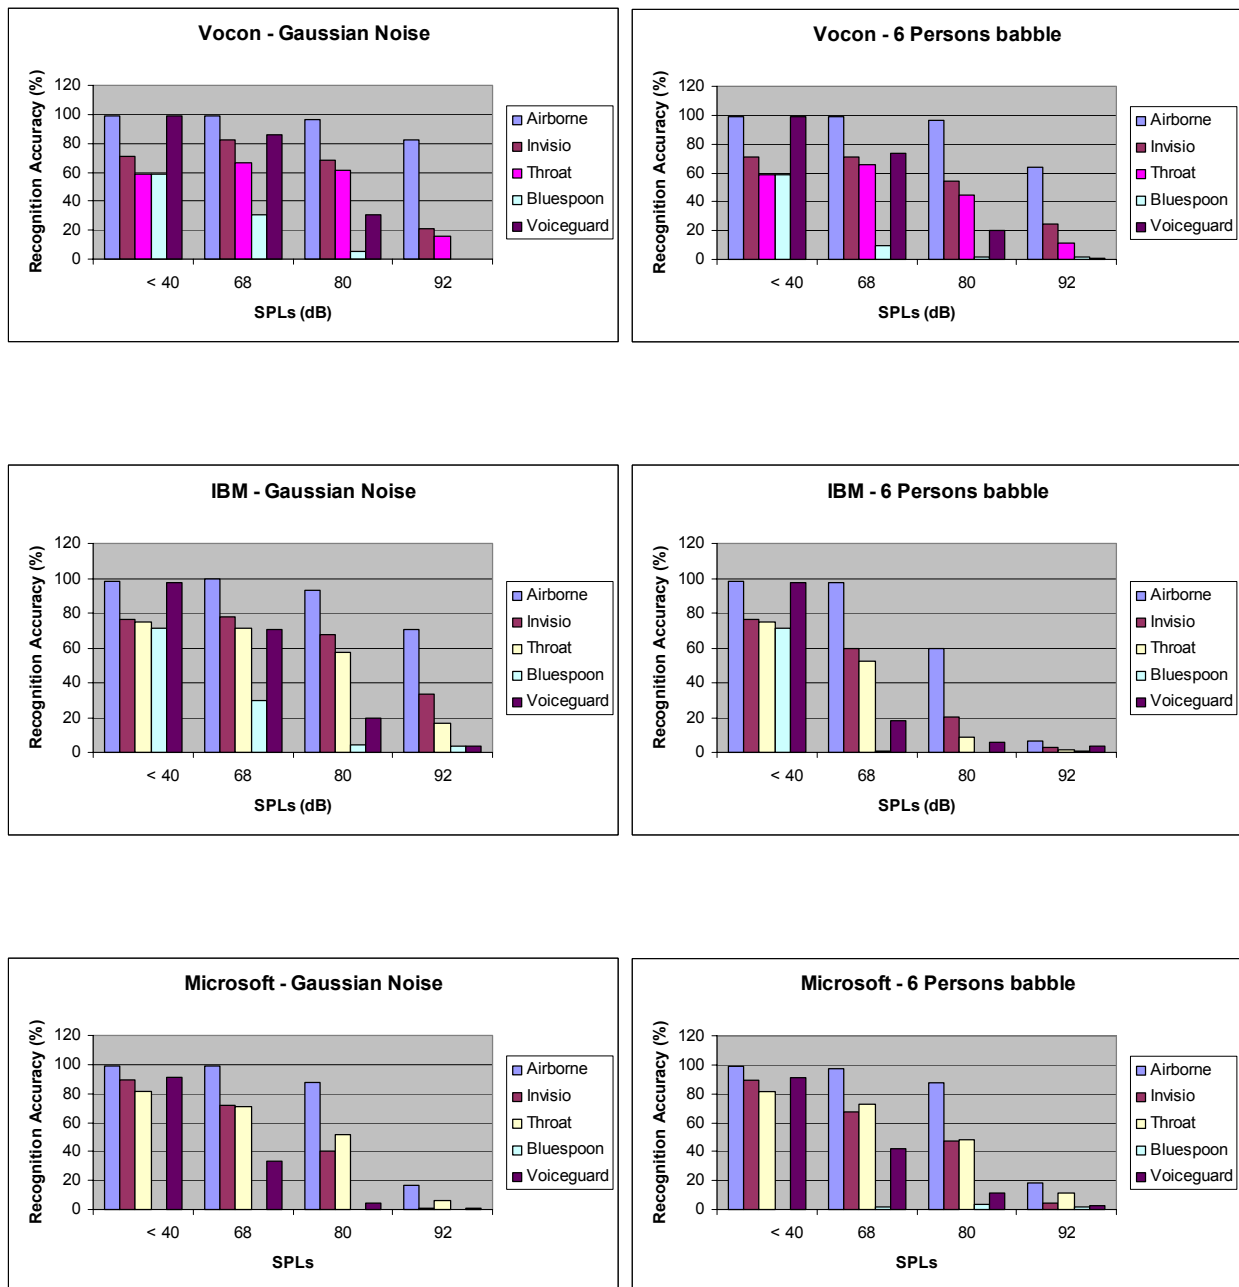 Vocon - Gaussian Noise
Recognition Accuracy (%)
120
100
80
60
40
20
0
< 40 68 80 92
SPLs (dB)
Airborne
Invisio
Throat
Bluespoon
Voiceguard
Vocon - 6 Persons babble
Recognition Accuracy (%)
120
100
80
60
40
20
0
< 40 68 80 92
SPLs (dB)
Airborne
Invisio
Throat
Bluespoon
Voiceguard
IBM - Gaussian Noise
Recognition Accuracy (%)
120
100
80
60
40
20
0
< 40 68 80 92
SPLs (dB)
Airborne
Invisio
Throat
Bluespoon
Voiceguard
IBM - 6 Persons babble
Recognition Accuracy (%)
120
100
80
60
40
20
0
< 40 68 80 92
SPLs (dB)
Airborne
Invisio
Throat
Bluespoon
Voiceguard
Microsoft - Gaussian Noise
Recognition Accuracy (%)
120
100
80
60
40
20
0
< 40 68 80 92
SPLs
Airborne
Invisio
Throat
Bluespoon
Voiceguard
Microsoft - 6 Persons babble
Recognition Accuracy (%)
120
100
80
60
40
20
0
< 40 68 80 92
SPLs
Airborne
Invisio
Throat
Bluespoon
Voiceguard